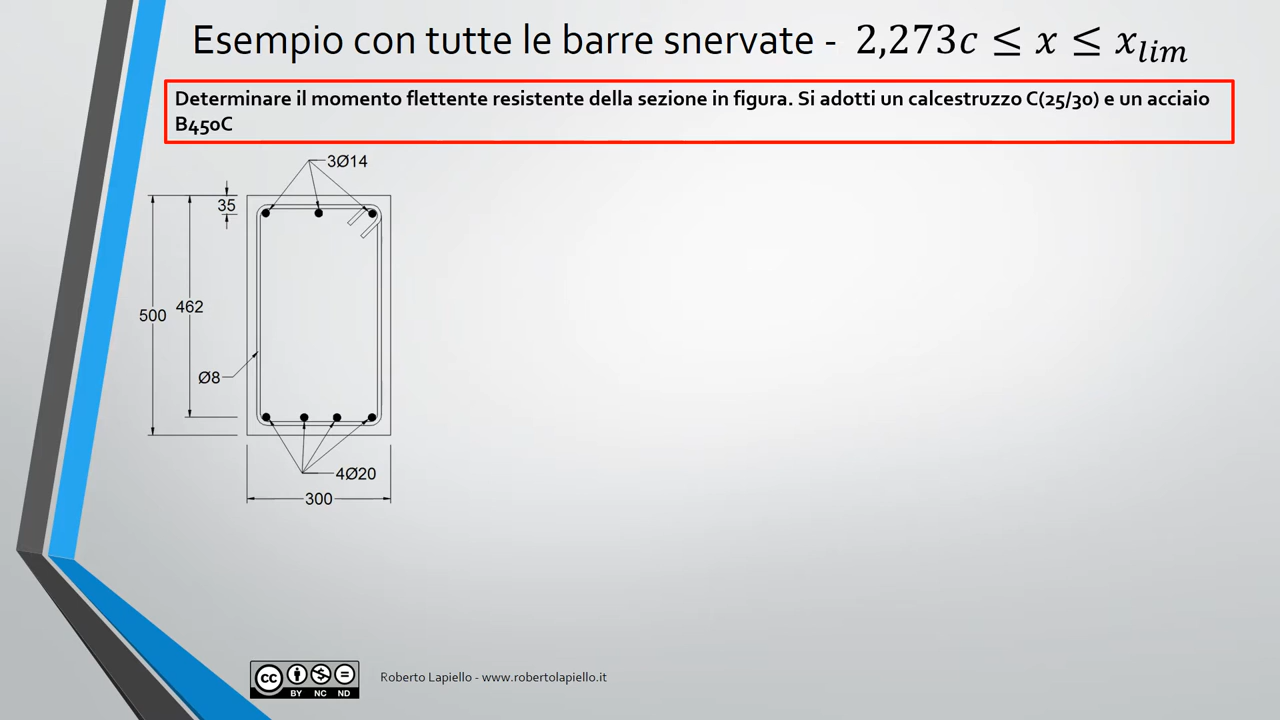 Esempio con tutte le barre snervate - 2,273c ≤ x ≤ xlim
Determinare il momento flettente resistente della sezione in figura. Si adotti un calcestruzzo C(25/30) e un acciaio
B450C
3Ø14
35
462
500
Ø8
4Ø20
300
cc
BY NC ND
Roberto Lapiello - www.robertolapiello.it